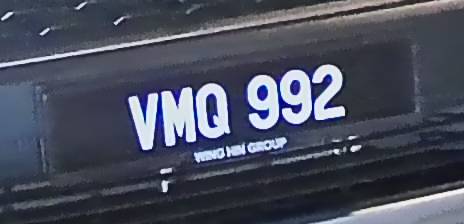 VMQ 992
WING HIN GROUP